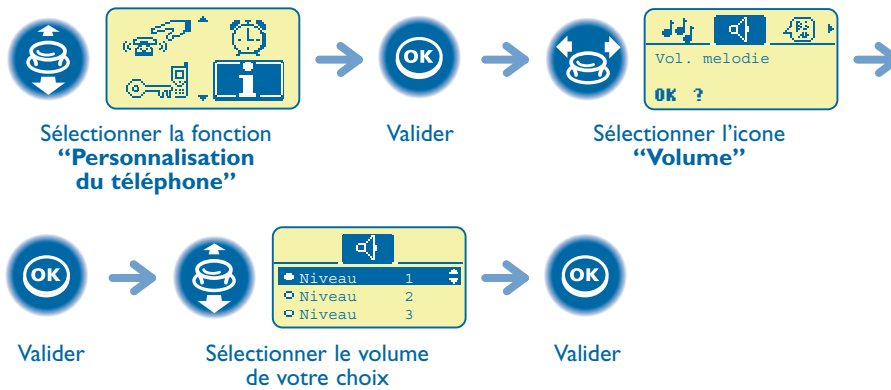 OK
Vol. melodie
OK ?
Sélectionner la fonction
“Personnalisation
du téléphone”
Valider
Sélectionner l’icone
“Volume”
OK
Niveau 1
Niveau 2
Niveau 3
OK
Valider
Sélectionner le volume
de votre choix
Valider